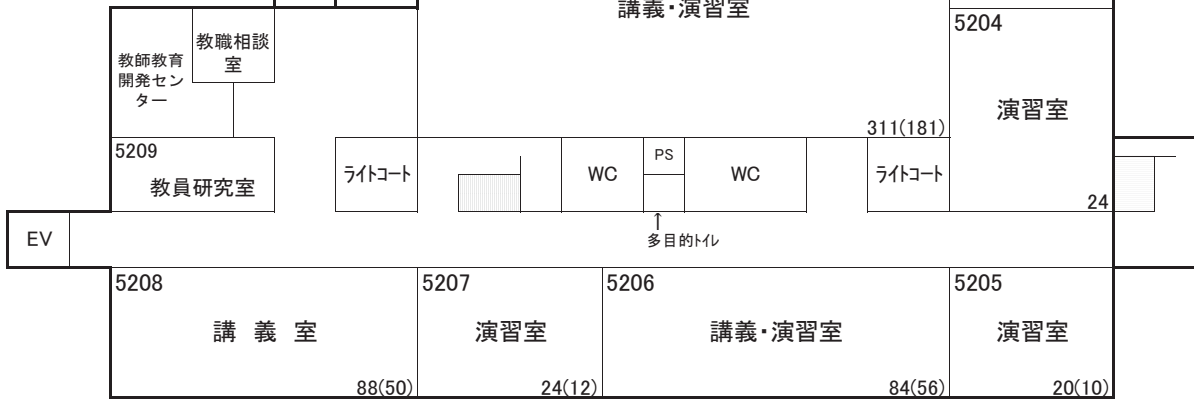 講義・演習室
5204
教職相談
室
教師教育
開発セン
ター
演習室
311(181)
5209
教員研究室
ライトコート
WC
PS
WC
ライトコート
24
EV
↑
多目的トイレ
5208
講 義 室
88(50)
5207
演習室
24(12)
5206
講義・演習室
84(56)
5205
演習室
20(10)